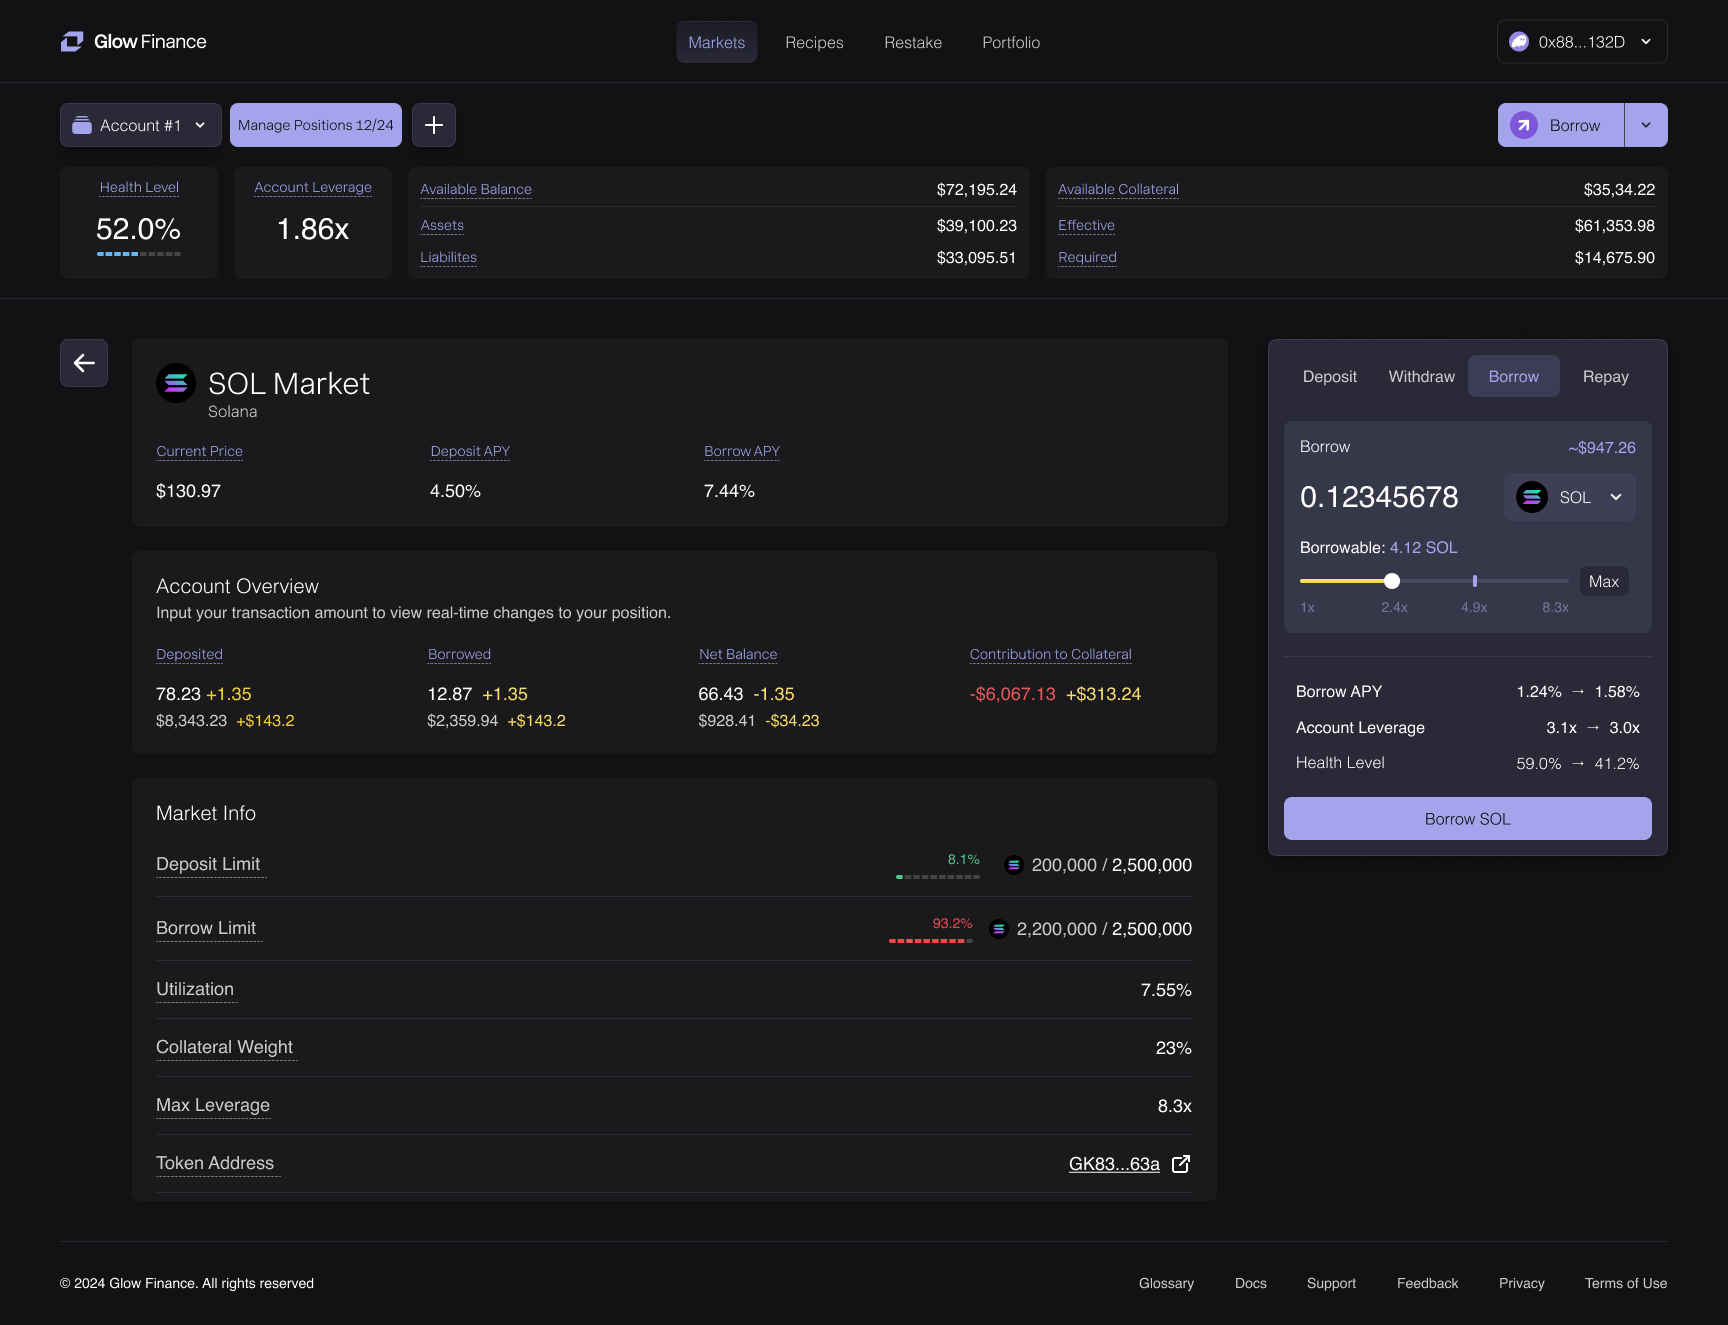 Glow Finance
Markets Recipes Restake Portfolio
0x88...132D
Account #1
Manage Positions 12/24
Borrow
Health Level
52.0%
Account Leverage
1.86x
Available Balance $72,195.24
Assets $39,100.23
Liabilites $33,095.51
Available Collateral $35,34.22
Effective $61,353.98
Required $14,675.90
SOL Market
Solana
Current Price Deposit APY Borrow APY
$130.97 4.50% 7.44%
Account Overview
Input your transaction amount to view real-time changes to your position.
Deposited Borrowed Net Balance Contribution to Collateral
78.23 +1.35 12.87 +1.35 66.43 -1.35 -$6,067.13 +$313.24
$8,343.23 +$143.2 $2,359.94 +$143.2 $928.41 -$34.23
Market Info
Deposit Limit 8.1% 200,000 / 2,500,000
Borrow Limit 93.2% 2,200,000 / 2,500,000
Utilization 7.55%
Collateral Weight 23%
Max Leverage 8.3x
Token Address GK83...63a
Deposit Withdraw Borrow Repay
Borrow ~$947.26
0.12345678 SOL
Borrowable: 4.12 SOL
Max
1x 2.4x 4.9x 8.3x
Borrow APY 1.24% → 1.58%
Account Leverage 3.1x → 3.0x
Health Level 59.0% → 41.2%
Borrow SOL
© 2024 Glow Finance. All rights reserved
Glossary Docs Support Feedback Privacy Terms of Use